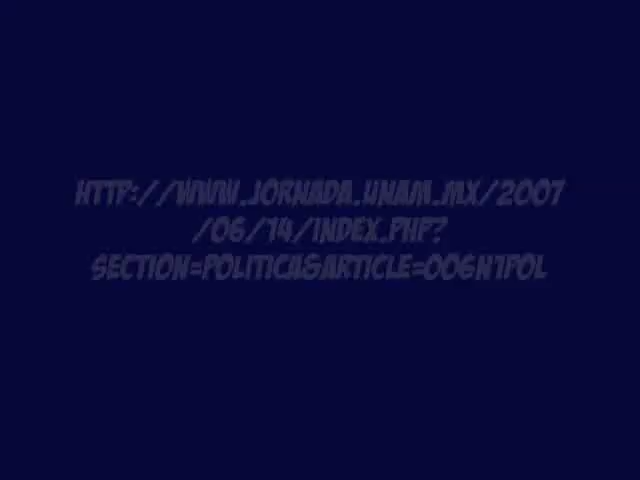 HTTP://WWW.JORNADA.UNAM.MX/2007
/06/14/INDEX.PHP?
SECTION=POLITICA&ARTICLE=006N1POL